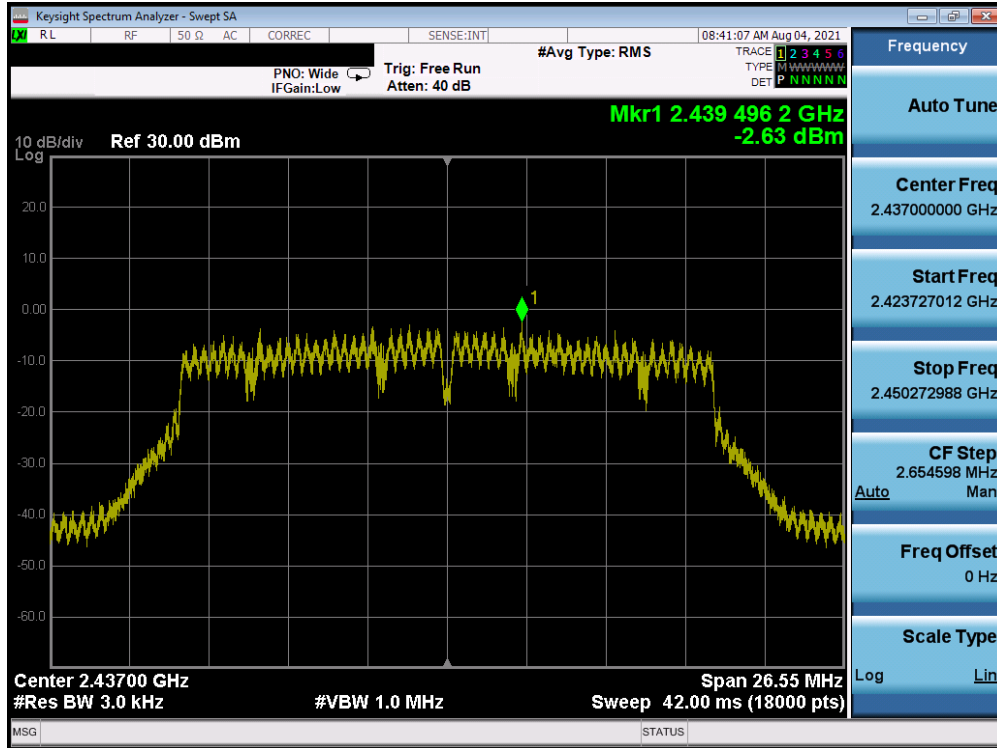 Keysight Spectrum Analyzer - Swept SA
LXI RL RF 50 Ω AC CORREC SENSE:INT 08:41:07 AM Aug 04, 2021
#Avg Type: RMS
TRACE 1 2 3 4 5 6
PNO: Wide Trig: Free Run TYPE M W W W W W
IFGain:Low Atten: 40 dB DET P N N N N N
Mkr1 2.439 496 2 GHz
-2.63 dBm
10 dB/div Ref 30.00 dBm
Log
20.0
10.0
1
0.00
-10.0
-20.0
-30.0
-40.0
-50.0
-60.0
Center 2.43700 GHz Span 26.55 MHz
#Res BW 3.0 kHz #VBW 1.0 MHz Sweep 42.00 ms (18000 pts)
MSG STATUS
Frequency
Auto Tune
Center Freq
2.437000000 GHz
Start Freq
2.423727012 GHz
Stop Freq
2.450272988 GHz
CF Step
2.654598 MHz
Auto Man
Freq Offset
0 Hz
Scale Type
Log Lin